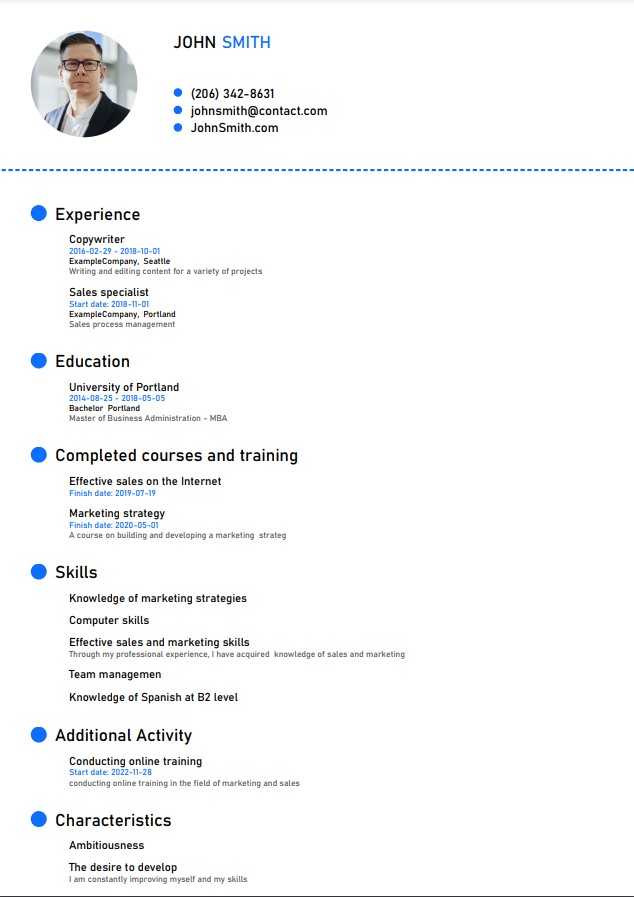 JOHN SMITH
(206) 342-8631
johnsmith@contact.com
JohnSmith.com
Experience
Copywriter
2016-02-29 - 2018-10-01
ExampleCompany, Seattle
Writing and editing content for a variety of projects
Sales specialist
Start date: 2018-11-01
ExampleCompany, Portland
Sales process management
Education
University of Portland
2014-08-25 - 2018-05-05
Bachelor Portland
Master of Business Administration - MBA
Completed courses and training
Effective sales on the Internet
Finish date: 2019-07-19
Marketing strategy
Finish date: 2020-05-01
A course on building and developing a marketing strateg
Skills
Knowledge of marketing strategies
Computer skills
Effective sales and marketing skills
Through my professional experience, I have acquired knowledge of sales and marketing
Team managemen
Knowledge of Spanish at B2 level
Additional Activity
Conducting online training
Start date: 2022-11-28
conducting online training in the field of marketing and sales
Characteristics
Ambitiousness
The desire to develop
I am constantly improving myself and my skills